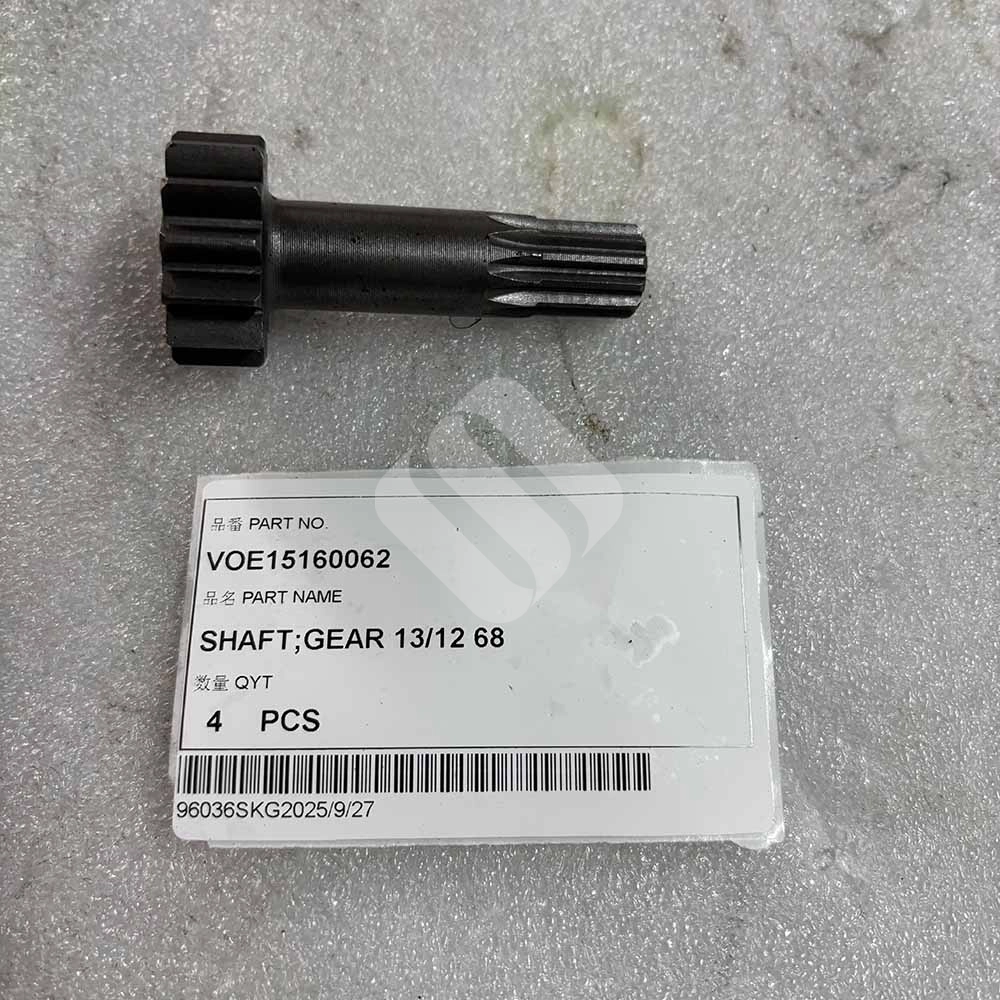 品番 PART NO.
VOE15160062
品名 PART NAME
SHAFT;GEAR 13/12 68
数量 QYT
4 PCS
96036SKG2025/9/27